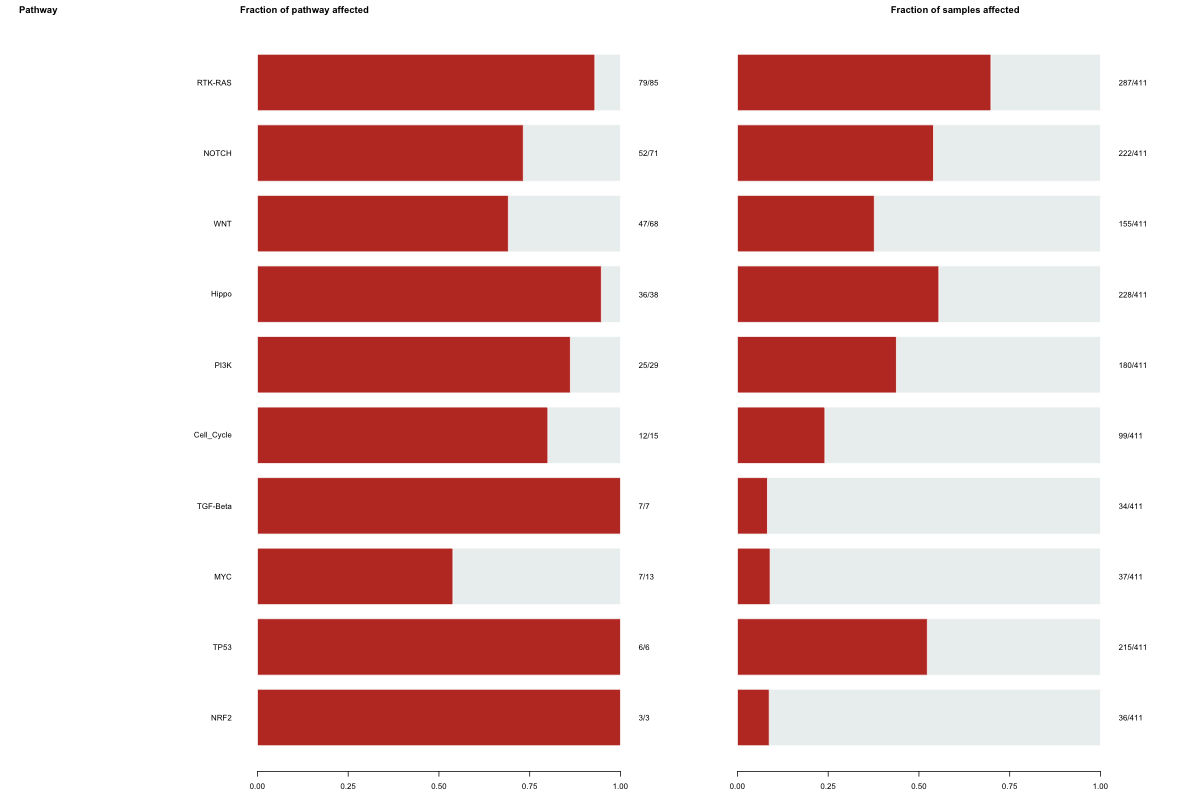 Pathway Fraction of pathway affected Fraction of samples affected
RTK-RAS 79/85 287/411
NOTCH 52/71 222/411
WNT 47/68 155/411
Hippo 36/38 228/411
PI3K 25/29 180/411
Cell_Cycle 12/15 99/411
TGF-Beta 7/7 34/411
MYC 7/13 37/411
TP53 6/6 215/411
NRF2 3/3 36/411
0.00 0.25 0.50 0.75 1.00 0.00 0.25 0.50 0.75 1.00